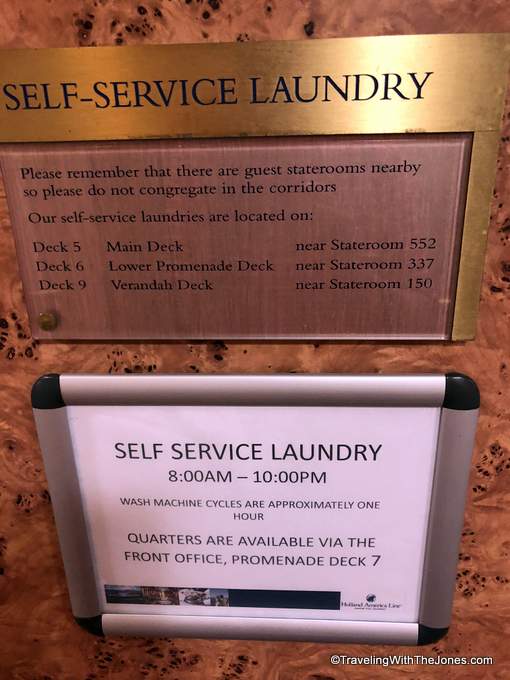 SELF-SERVICE LAUNDRY
Please remember that there are guest staterooms nearby
so please do not congregate in the corridors
Our self-service laundries are located on:
Deck 5 Main Deck near Stateroom 552
Deck 6 Lower Promenade Deck near Stateroom 337
Deck 9 Verandah Deck near Stateroom 150
SELF SERVICE LAUNDRY
8:00AM – 10:00PM
WASH MACHINE CYCLES ARE APPROXIMATELY ONE
HOUR
QUARTERS ARE AVAILABLE VIA THE
FRONT OFFICE, PROMENADE DECK 7
Holland America Line
©TravelingWithTheJones.com